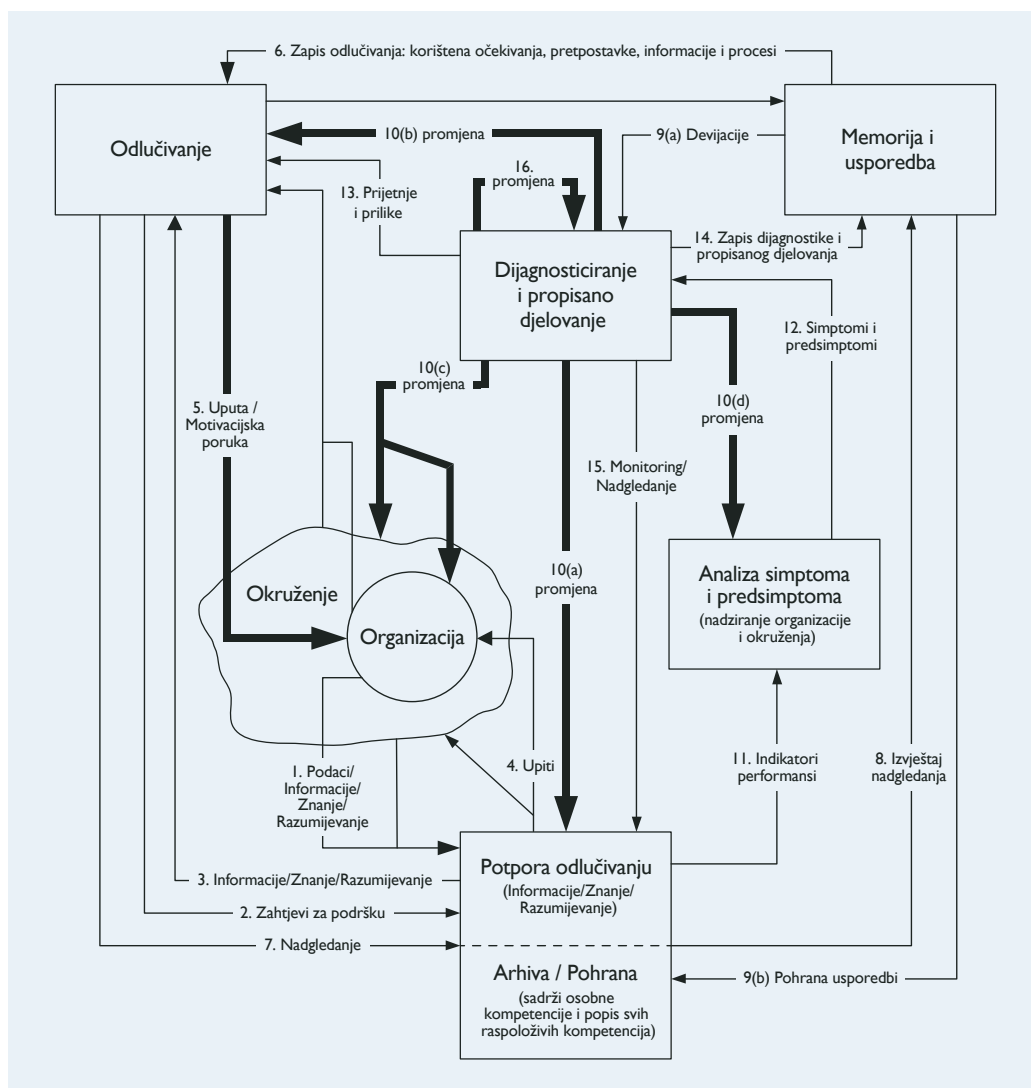 6. Zapis odlučivanja: korištena očekivanja, pretpostavke, informacije i procesi
Odlučivanje
10(b) promjena
9(a) Devijacije
Memorija i
usporedba
16.
promjena
13. Prijetnje
i prilike
14. Zapis dijagnostike i
propisanog djelovanja
Dijagnosticiranje
i propisano
djelovanje
12. Simptomi i
predsimptomi
10(c)
promjena
10(d)
promjena
5. Uputa /
Motivacijska
poruka
15. Monitoring/
Nadgledanje
10(a)
promjena
Analiza simptoma
i predsimptoma
(nadziranje organizacije
i okruženja)
Okruženje
Organizacija
1. Podaci/
Informacije/
Znanje/
Razumijevanje
4. Upiti
11. Indikatori
performansi
8. Izvještaj
nadgledanja
Potpora odlučivanju
(Informacije/Znanje/
Razumijevanje)
3. Informacije/Znanje/Razumijevanje
2. Zahtjevi za podršku
7. Nadgledanje
Arhiva / Pohrana
(sadrži osobne
kompetencije i popis svih
raspoloživih kompetencija)
9(b) Pohrana usporedbi